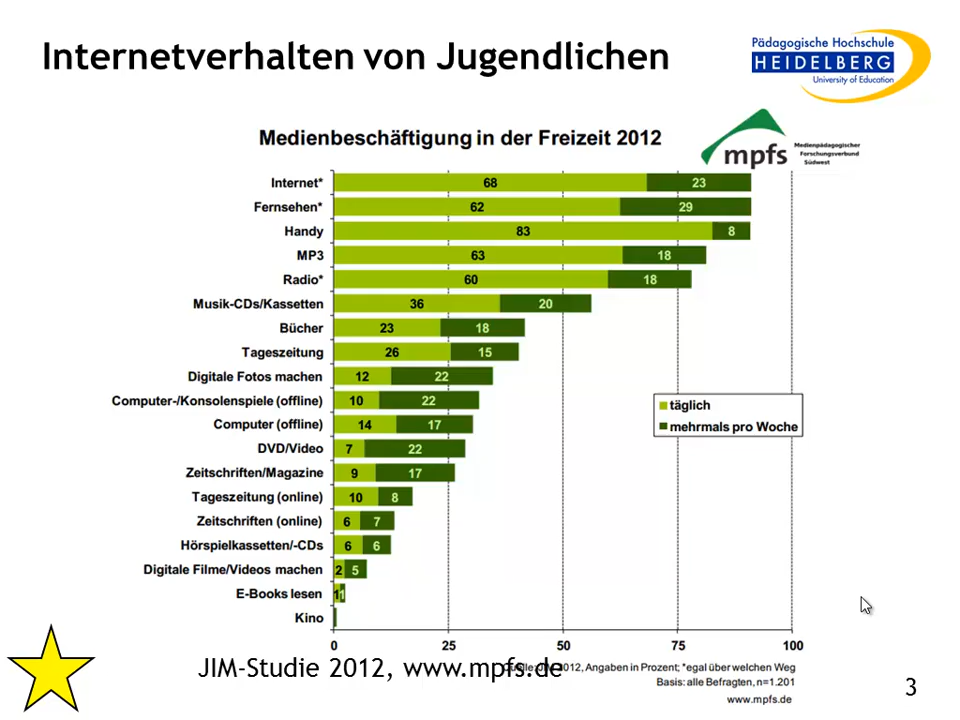 Internetverhalten von Jugendlichen
Pädagogische Hochschule
HEIDELBERG
University of Education
Medienbeschäftigung in der Freizeit 2012
mpfs
Medienpädagogischer
Forschungsverbund
Südwest
Internet* 68 23
Fernsehen* 62 29
Handy 83 8
MP3 63 18
Radio* 60 18
Musik-CDs/Kassetten 36 20
Bücher 23 18
Tageszeitung 26 15
Digitale Fotos machen 12 22
Computer-/Konsolenspiele (offline) 10 22
täglich
Computer (offline) 14 17
mehrmals pro Woche
DVD/Video 7 22
Zeitschriften/Magazine 9 17
Tageszeitung (online) 10 8
Zeitschriften (online) 6 7
Hörspielkassetten/-CDs 6 6
Digitale Filme/Videos machen 2 5
E-Books lesen 1 1
Kino
0 25 50 75 100
JIM-Studie 2012, www.mpfs.de
2012, Angaben in Prozent; *egal über welchen Weg
Basis: alle Befragten, n=1.201
www.mpfs.de
3